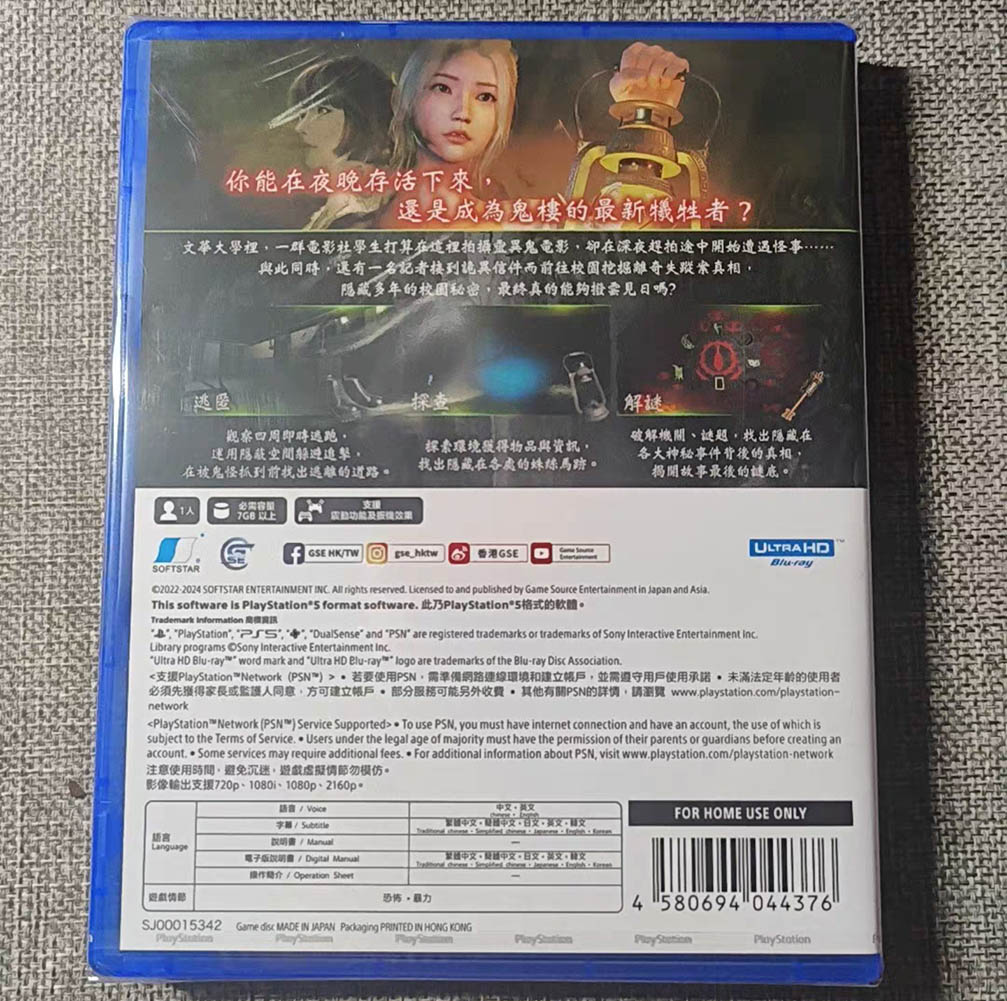 你能在夜晚存活下來，
還是成為鬼樓的最新犧牲者？
文華大學裡，一群電影社學生打算在這裡拍攝靈異鬼電影，卻在深夜趕拍途中開始遭遇怪事……
與此同時，還有一名記者接到詭異信件而前往校園挖掘離奇失蹤案真相，
隱藏多年的校園秘密，最終真的能夠撥雲見日嗎?
逃匿
探查
解謎
觀察四周即時逃跑，
運用隱蔽空間躲避追擊，
在被鬼怪抓到前找出逃離的道路。
探索環境獲得物品與資訊，
找出隱藏在各處的蛛絲馬跡。
破解機關、謎題，找出隱藏在
各大神秘事件背後的真相，
揭開故事最後的謎底。
1人
必需容量
7GB 以上
支援
震動功能及扳機效果
SOFTSTAR
GSE
GSE HK/TW
gse_hktw
香港GSE
Game Source
Entertainment
ULTRA HD
Blu-ray™
©2022-2024 SOFTSTAR ENTERTAINMENT INC. All rights reserved. Licensed to and published by Game Source Entertainment in Japan and Asia.
This software is PlayStation®5 format software. 此乃PlayStation®5格式的軟體。
Trademark Information 商標資訊
"", "PlayStation", "PS5", "", "DualSense" and "PSN" are registered trademarks or trademarks of Sony Interactive Entertainment Inc.
Library programs ©Sony Interactive Entertainment Inc.
"Ultra HD Blu-ray™" word mark and "Ultra HD Blu-ray™" logo are trademarks of the Blu-ray Disc Association.
<支援PlayStation™Network (PSN™) > • 若要使用PSN，需準備網路連線環境和建立帳戶，並需遵守用戶使用承諾 • 未滿法定年齡的使用者
必須先獲得家長或監護人同意，方可建立帳戶 • 部分服務可能另外收費 • 其他有關PSN的詳情，請瀏覽 www.playstation.com/playstation-
network
<PlayStation™Network (PSN™) Service Supported> • To use PSN, you must have internet connection and have an account, the use of which is
subject to the Terms of Service. • Users under the legal age of majority must have the permission of their parents or guardians before creating an
account. • Some services may require additional fees. • For additional information about PSN, visit www.playstation.com/playstation-network
注意使用時間，避免沉迷，遊戲虛擬情節勿模仿。
影像輸出支援720p、1080i、1080p、2160p。
語言
Language
語音 / Voice
中文・英文
Chinese・English
字幕 / Subtitle
繁體中文・簡體中文・日文・英文・韓文
Traditional chinese・Simplified chinese・Japanese・English・Korean
說明書 / Manual
—
電子版說明書 / Digital Manual
繁體中文・簡體中文・日文・英文・韓文
Traditional chinese・Simplified chinese・Japanese・English・Korean
操作簡介 / Operation Sheet
—
遊戲情節
恐怖・暴力
FOR HOME USE ONLY
4 580694 044376
SJ00015342 Game disc MADE IN JAPAN Packaging PRINTED IN HONG KONG
PlayStation PlayStation PlayStation PlayStation PlayStation PlayStation